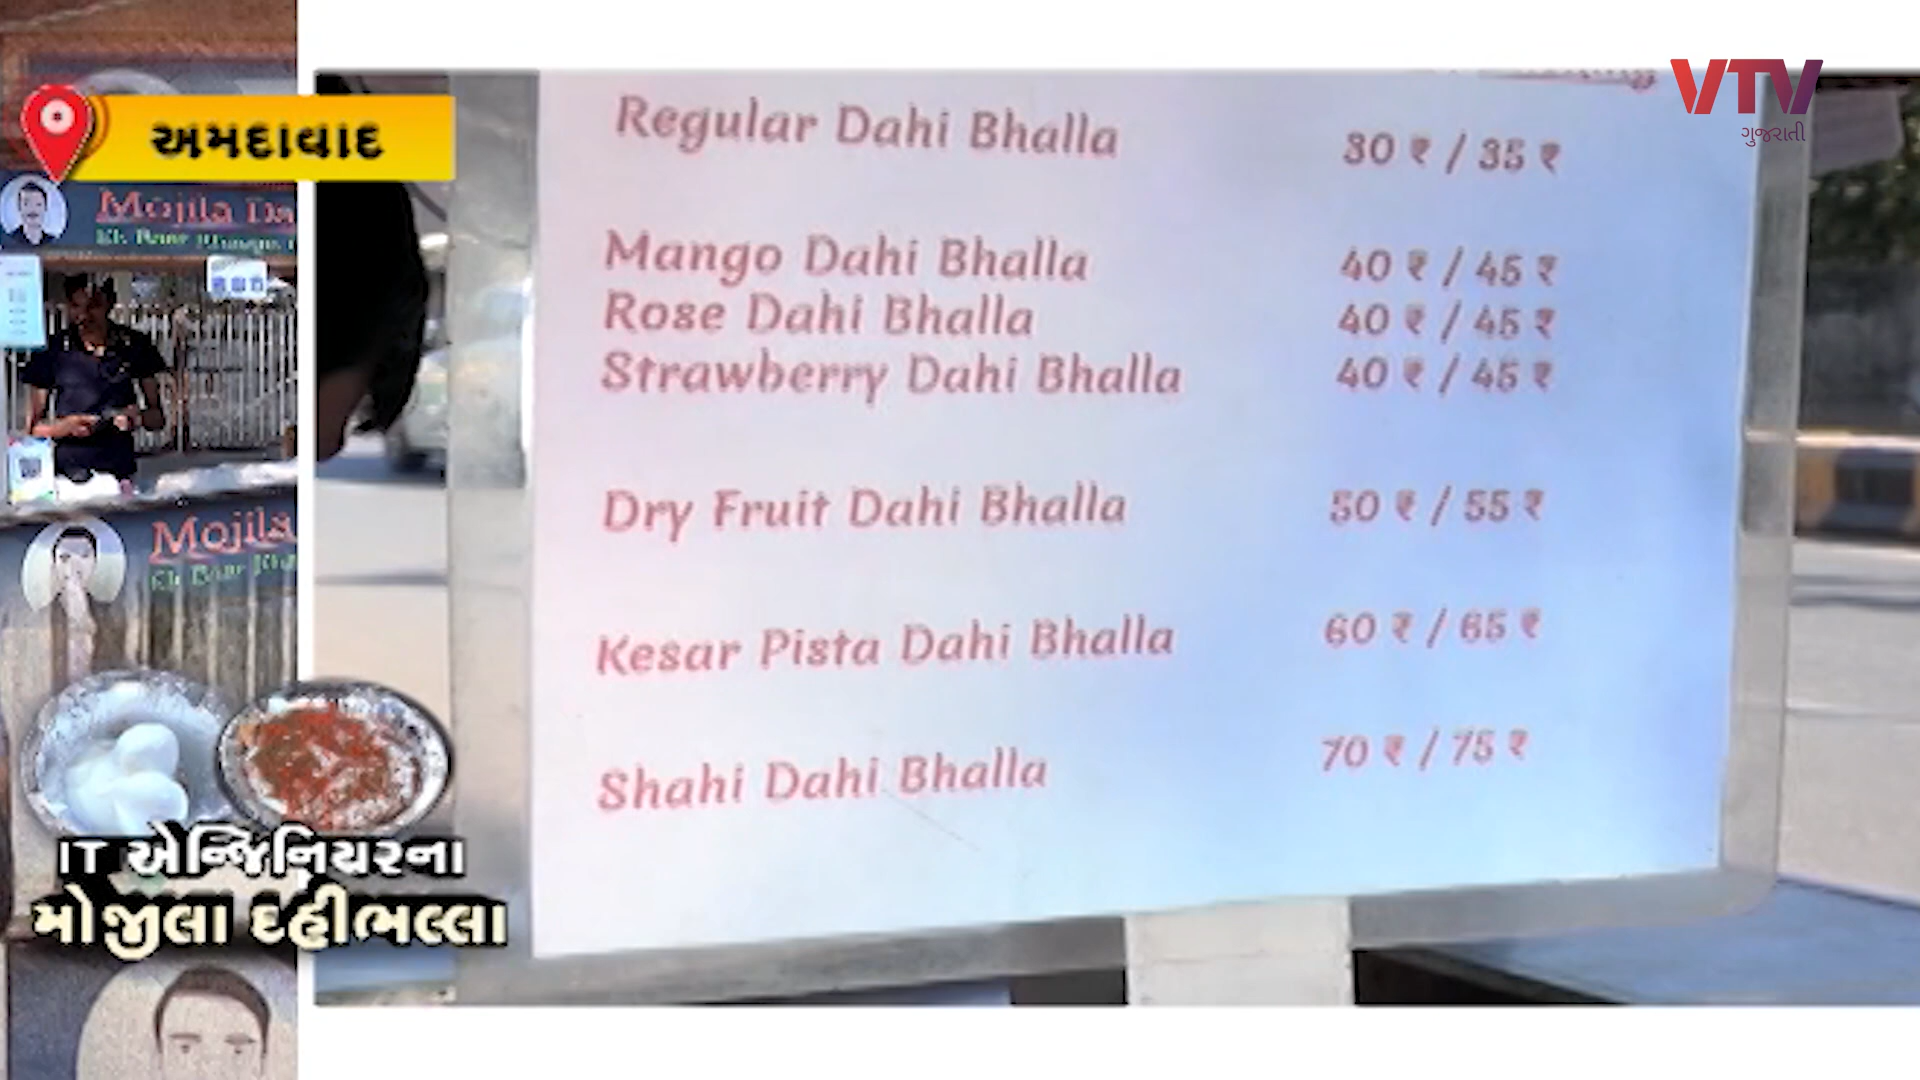 VTV
ગુજરાતી
અમદાવાદ
Mojila
Regular Dahi Bhalla 30 ₹ / 35 ₹
Mango Dahi Bhalla 40 ₹ / 45 ₹
Rose Dahi Bhalla 40 ₹ / 45 ₹
Strawberry Dahi Bhalla 40 ₹ / 45 ₹
Dry Fruit Dahi Bhalla 50 ₹ / 55 ₹
Kesar Pista Dahi Bhalla 60 ₹ / 65 ₹
Shahi Dahi Bhalla 70 ₹ / 75 ₹
Mojila
IT એન્જિનિયરના
મોજીલા દહીભલ્લા